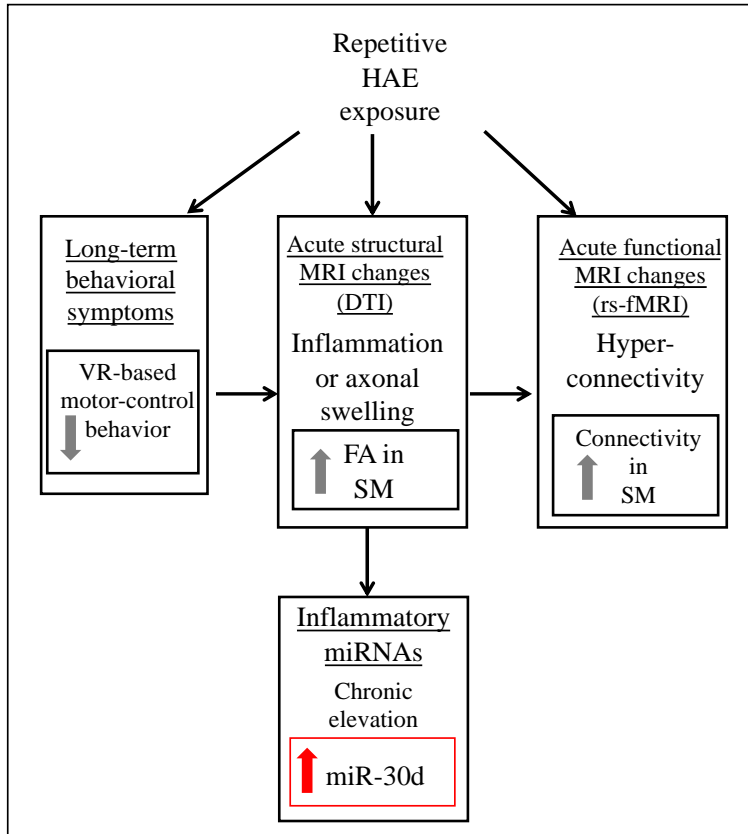 Repetitive
HAE
exposure
Long-term
behavioral
symptoms
VR-based
motor-control
behavior
Acute structural
MRI changes
(DTI)
Inflammation
or axonal
swelling
FA in
SM
Acute functional
MRI changes
(rs-fMRI)
Hyper-
connectivity
Connectivity
in
SM
Inflammatory
miRNAs
Chronic
elevation
miR-30d